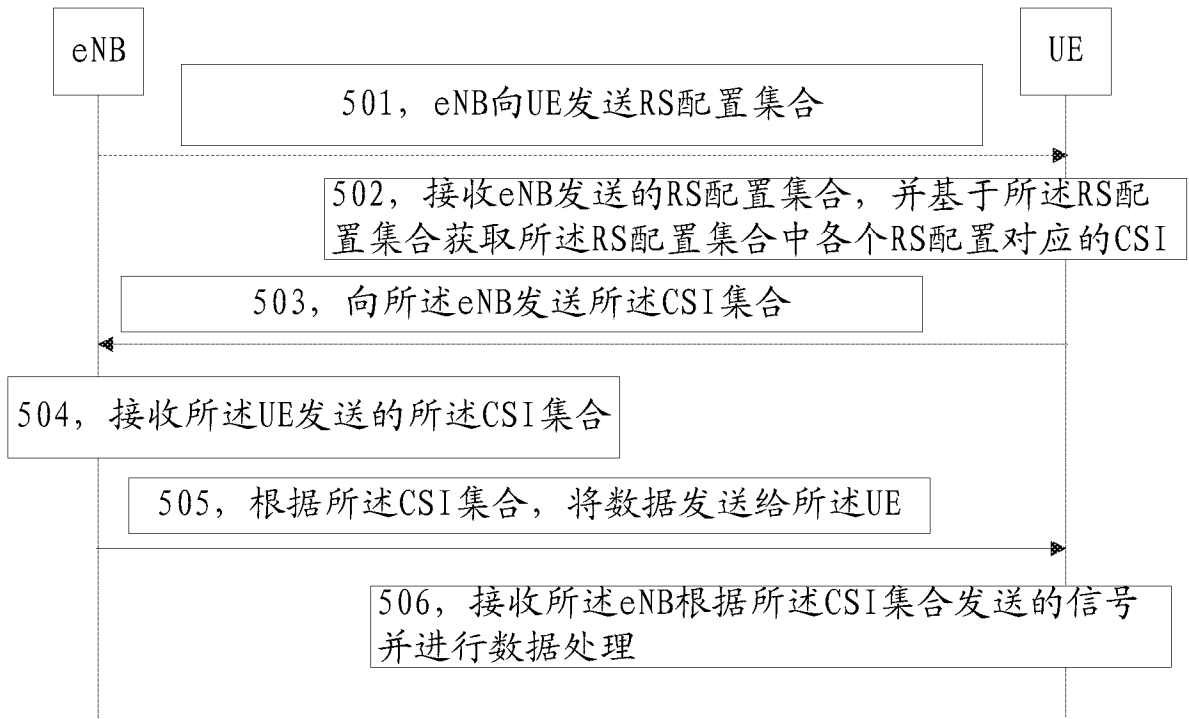 eNB
UE
501, eNB向UE发送RS配置集合
502, 接收eNB发送的RS配置集合, 并基于所述RS配
置集合获取所述RS配置集合中各个RS配置对应的CSI
503, 向所述eNB发送所述CSI集合
504, 接收所述UE发送的所述CSI集合
505, 根据所述CSI集合, 将数据发送给所述UE
506, 接收所述eNB根据所述CSI集合发送的信号
并进行数据处理